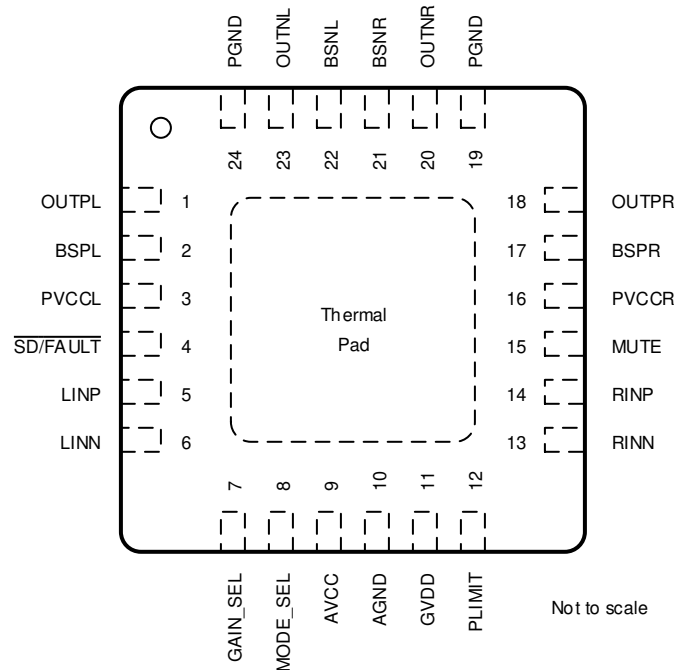 PGND OUTNL BSNL BSNR OUTNR PGND
24 23 22 21 20 19
OUTPL 1 18 OUTPR
BSPL 2 17 BSPR
PVCCL 3 16 PVCCR
Thermal
SD/FAULT 4 15 MUTE
Pad
LINP 5 14 RINP
LINN 6 13 RINN
7 8 9 10 11 12
GAIN_SEL MODE_SEL AVCC AGND GVDD PLIMIT
Not to scale